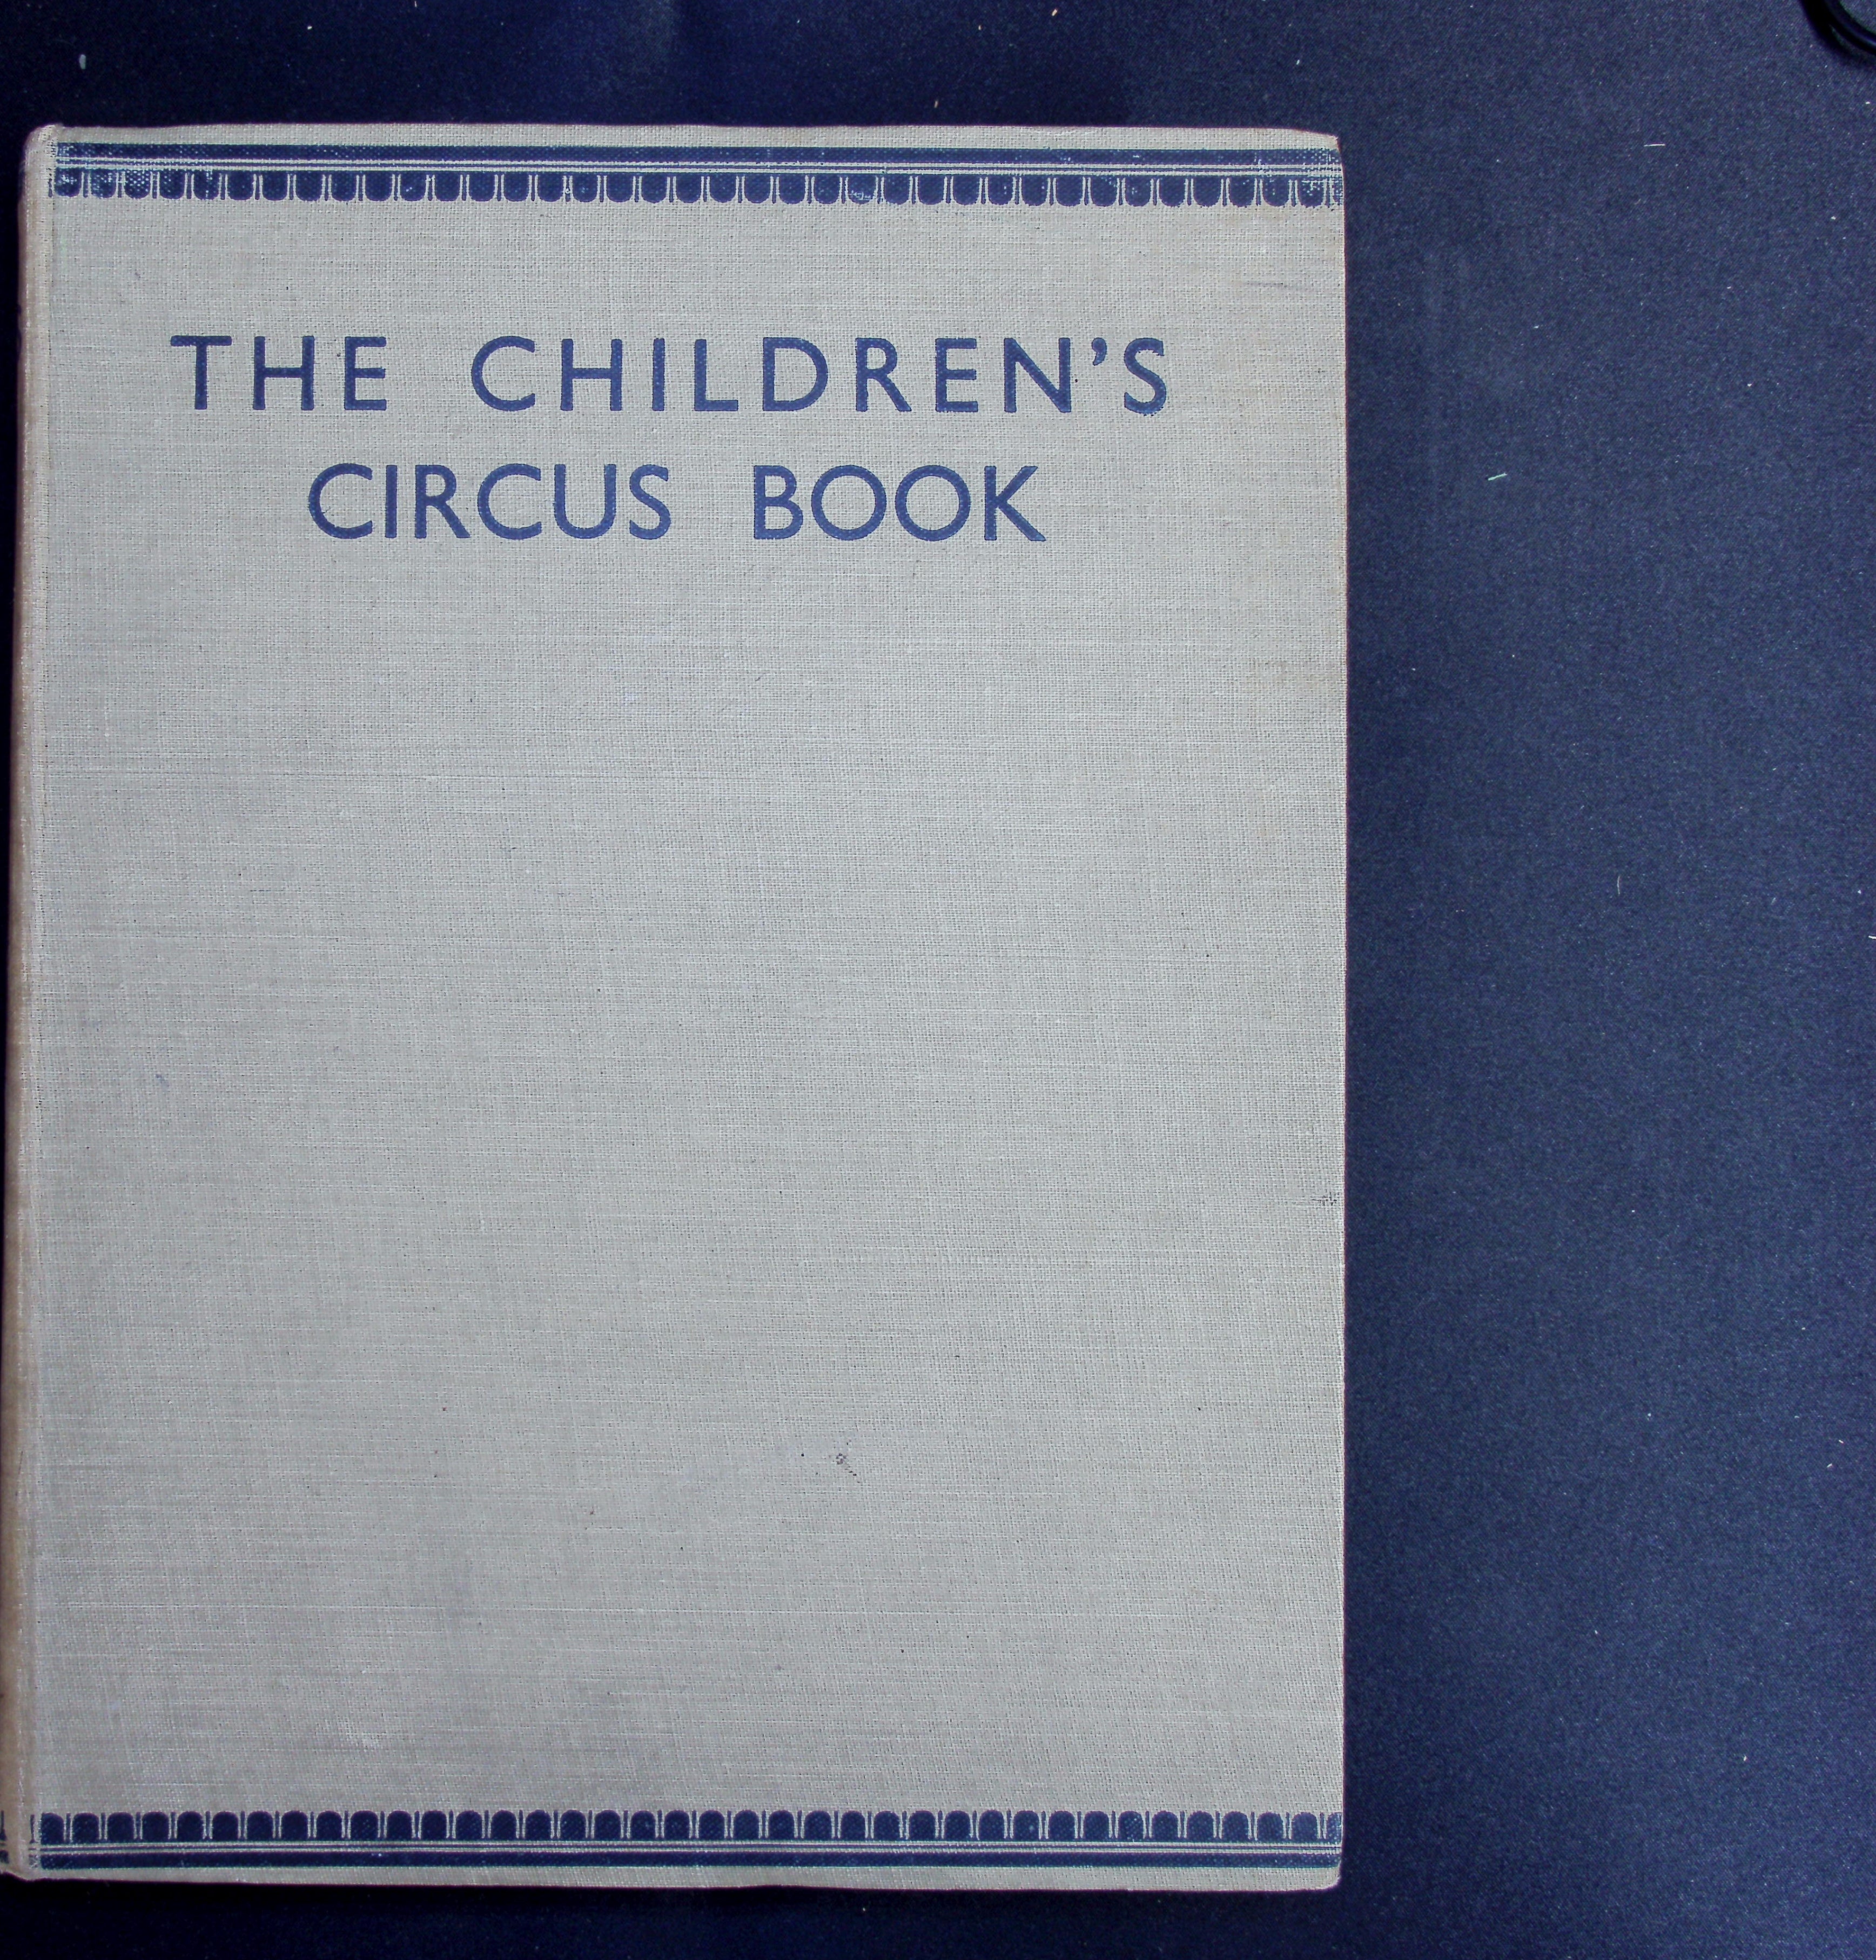 THE CHILDREN’S
CIRCUS BOOK